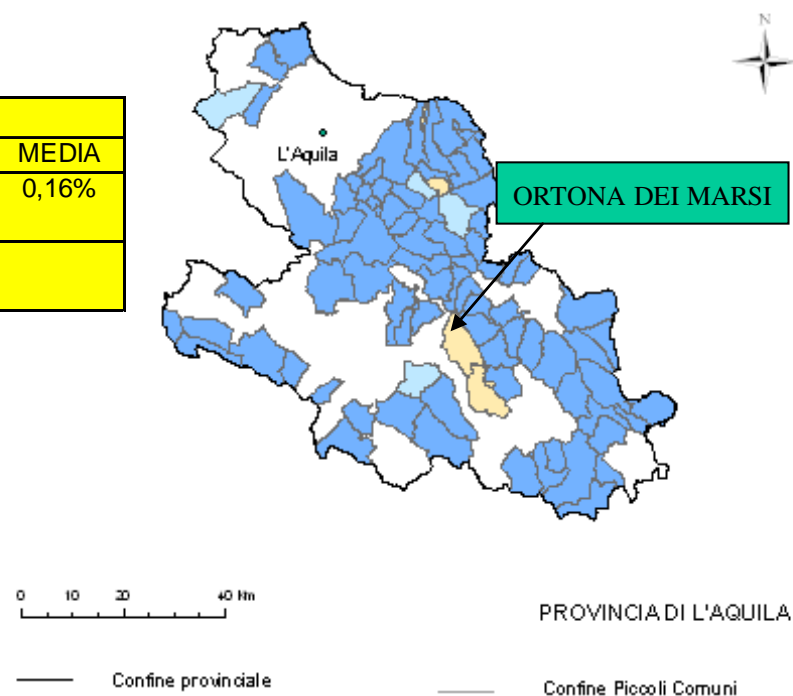 N
MEDIA
0,16%
L'Aquila
ORTONA DEI MARSI
0 10 20 40 Km
PROVINCIA DI L'AQUILA
Confine provinciale
Confine Piccoli Comuni